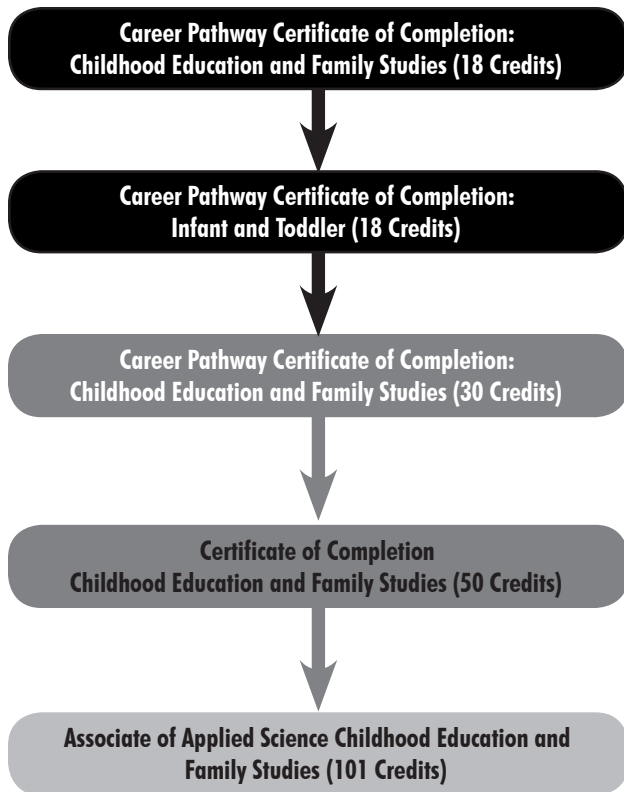 Career Pathway Certificate of Completion:
Childhood Education and Family Studies (18 Credits)
Career Pathway Certificate of Completion:
Infant and Toddler (18 Credits)
Career Pathway Certificate of Completion:
Childhood Education and Family Studies (30 Credits)
Certificate of Completion
Childhood Education and Family Studies (50 Credits)
Associate of Applied Science Childhood Education and
Family Studies (101 Credits)